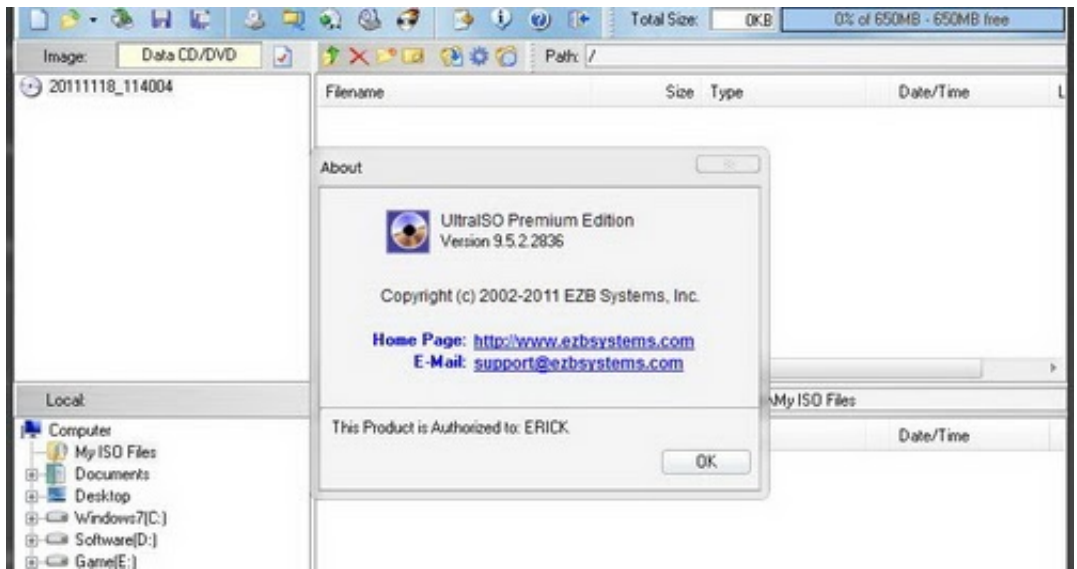 Total Size: 0KB 0% of 650MB - 650MB free
Image: Data CD/DVD Path: /
20111118_114004
Filename Size Type Date/Time L
About
UltraISO Premium Edition
Version 9.5.2.2836
Copyright (c) 2002-2011 EZB Systems, Inc.
Home Page: http://www.ezbsystems.com
E-Mail: support@ezbsystems.com
This Product is Authorized to: ERICK
OK
Local: \My ISO Files
Date/Time
Computer
My ISO Files
Documents
Desktop
Windows7(C:)
Software(D:)
Game(E:)